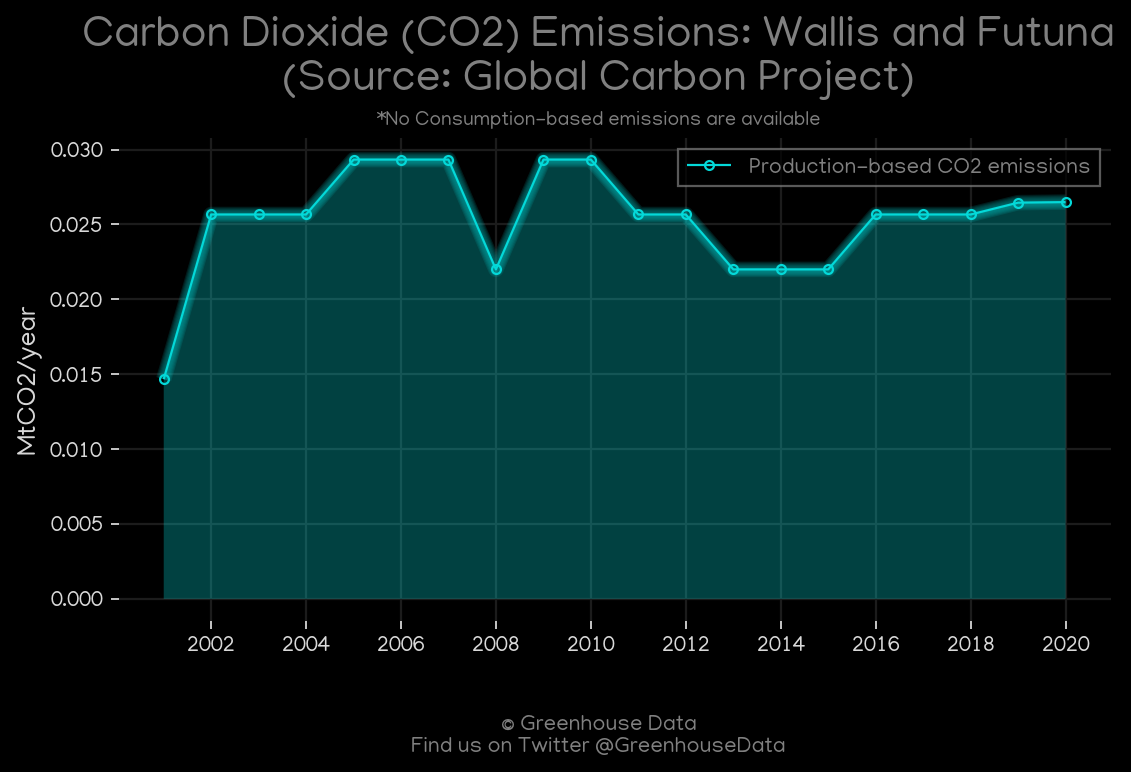 Carbon Dioxide (CO2) Emissions: Wallis and Futuna
(Source: Global Carbon Project)
*No Consumption-based emissions are available
Production-based CO2 emissions
MtCO2/year
0.030
0.025
0.020
0.015
0.010
0.005
0.000
2002 2004 2006 2008 2010 2012 2014 2016 2018 2020
© Greenhouse Data
Find us on Twitter @GreenhouseData